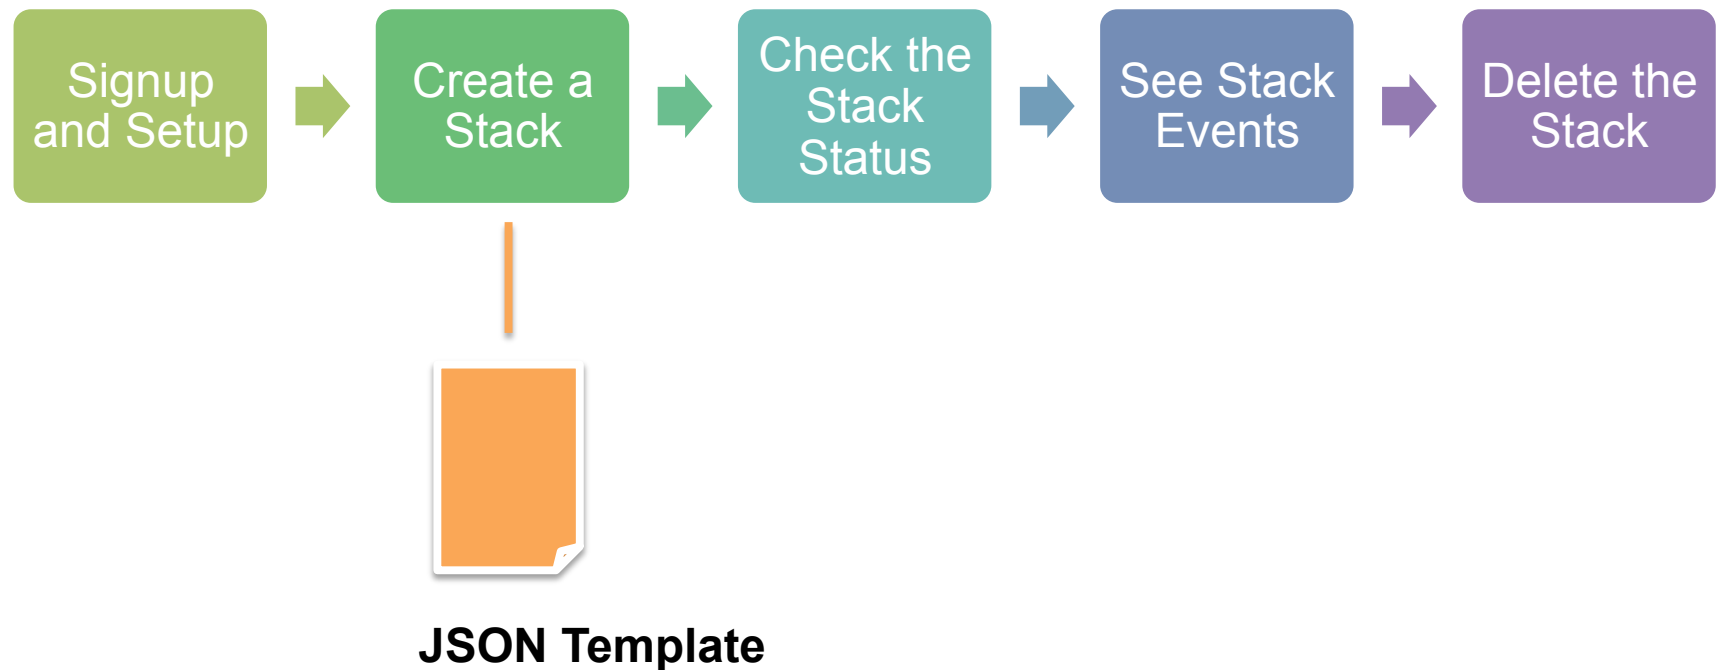 Signup
and Setup
Create a
Stack
Check the
Stack
Status
See Stack
Events
Delete the
Stack
JSON Template